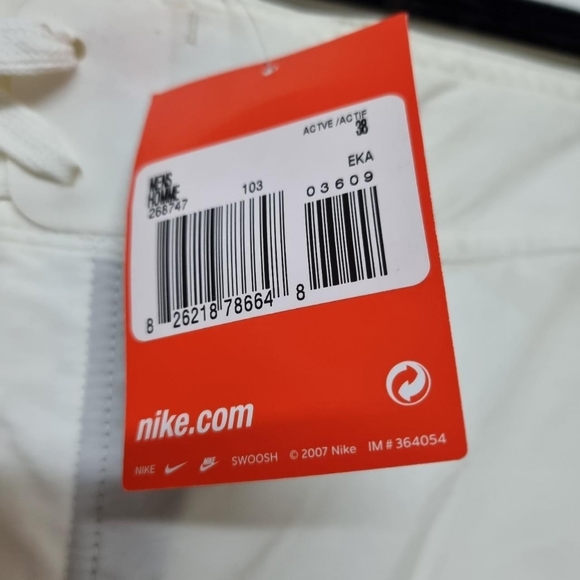 ACTVE / ACTIF
38
MENS
HOMME
268747 103 EKA
03609
8 26218 78664 8
nike.com
NIKE SWOOSH © 2007 Nike IM # 364054